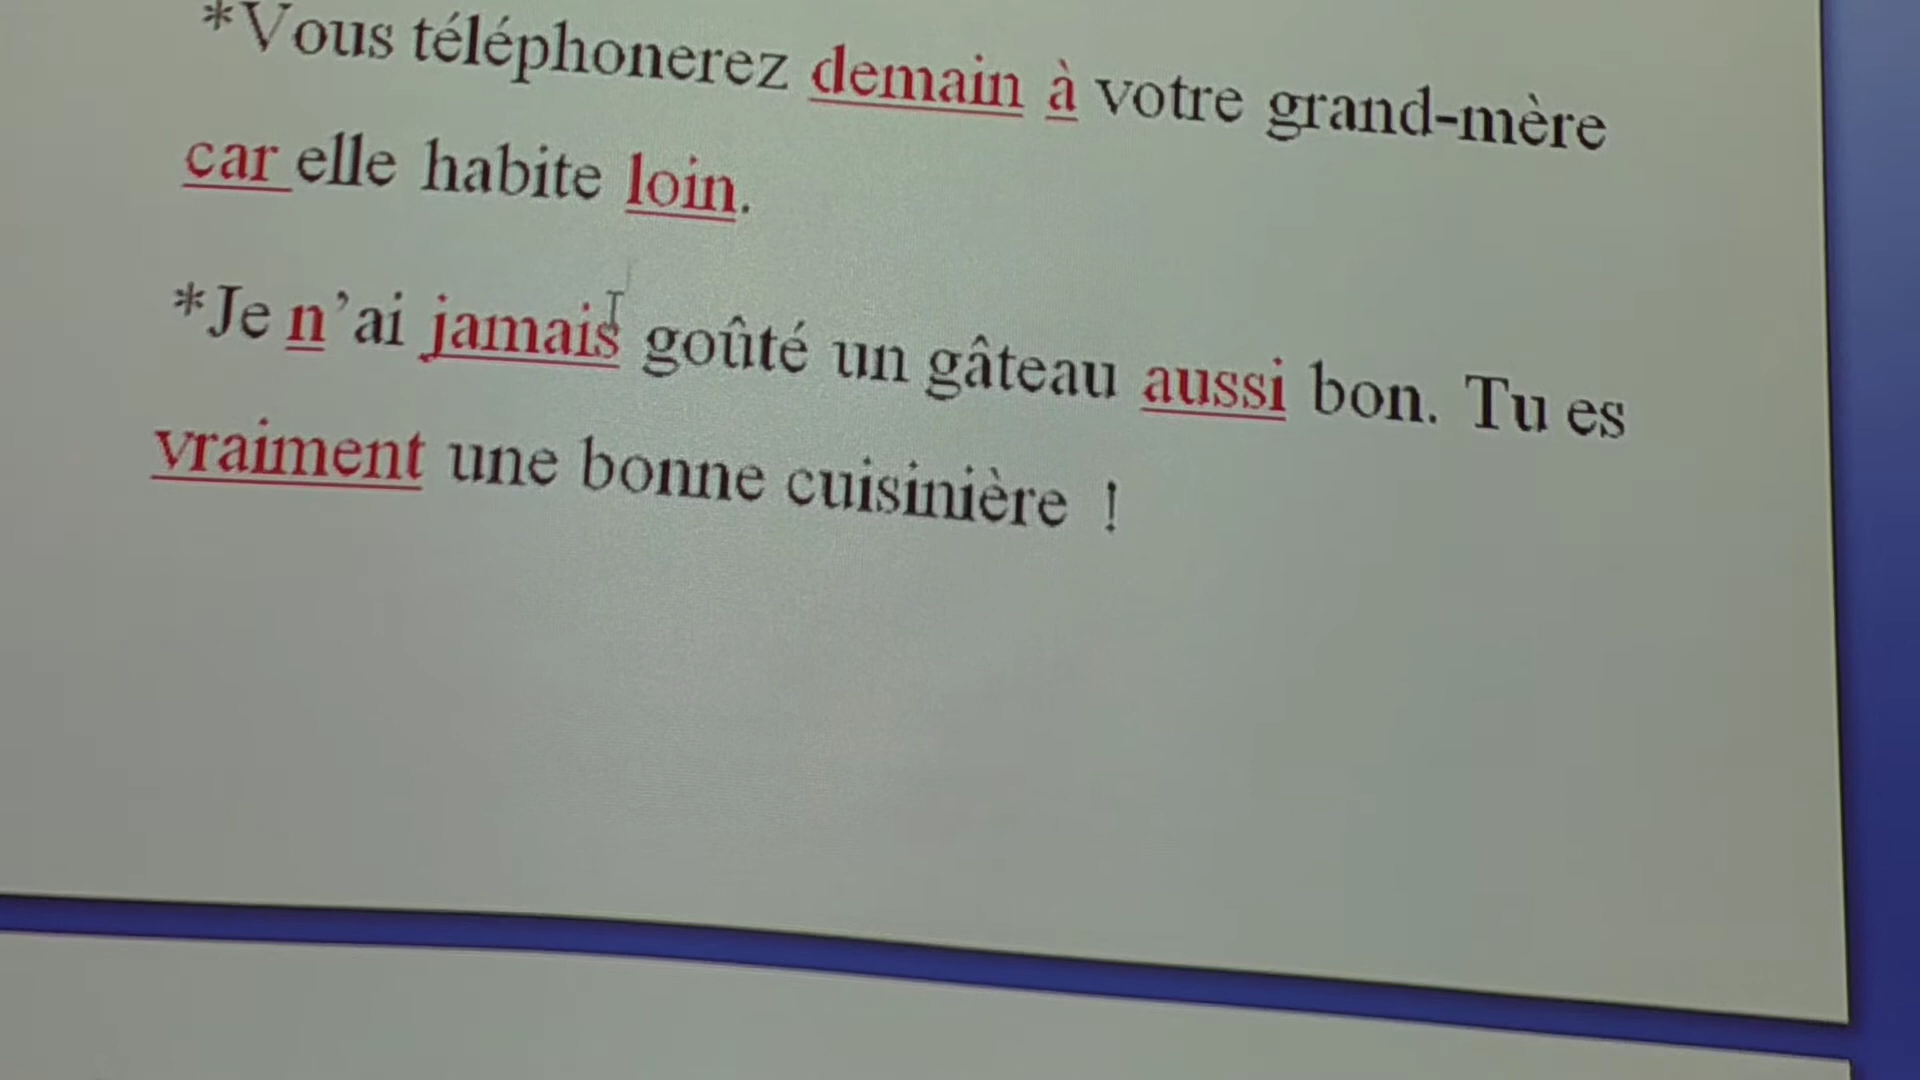 *Vous téléphonerez demain à votre grand-mère
car elle habite loin.
*Je n’ai jamais goûté un gâteau aussi bon. Tu es
vraiment une bonne cuisinière !